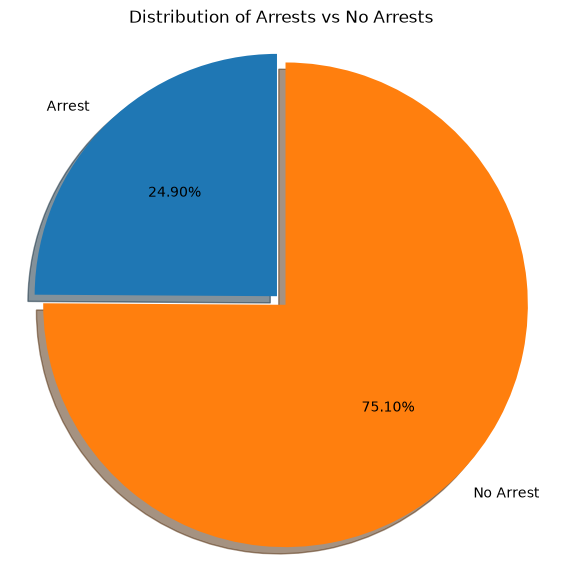 Distribution of Arrests vs No Arrests
Arrest
24.90%
75.10%
No Arrest